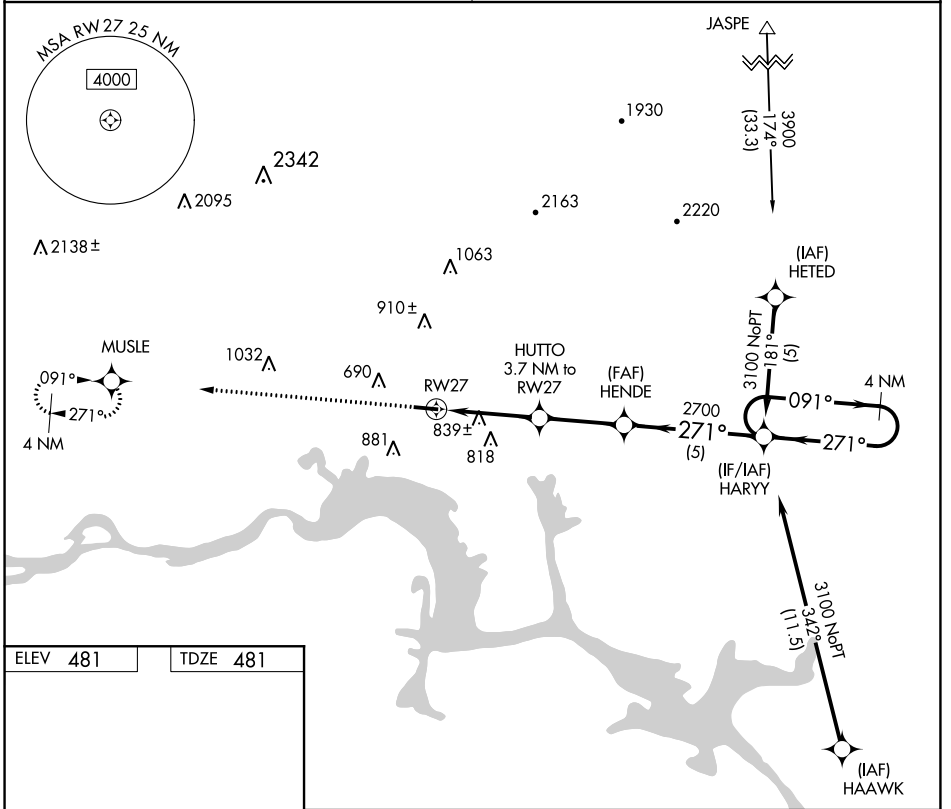 MSA RW27 25 NM
4000
JASPE
3900
174°
(33.3)
1930
2342
2095
2163
2220
2138±
1063
(IAF)
HETED
910±
3100 NoPT
181°
(5)
MUSLE
091°
271°
4 NM
1032
690
RW27
HUTTO
3.7 NM to
RW27
(FAF)
HENDE
4 NM
091°
2700
271°
(5)
271°
839±
818
881
(IF/IAF)
HARYY
3100 NoPT
342°
(11.5)
(IAF)
HAAWK
ELEV 481
TDZE 481